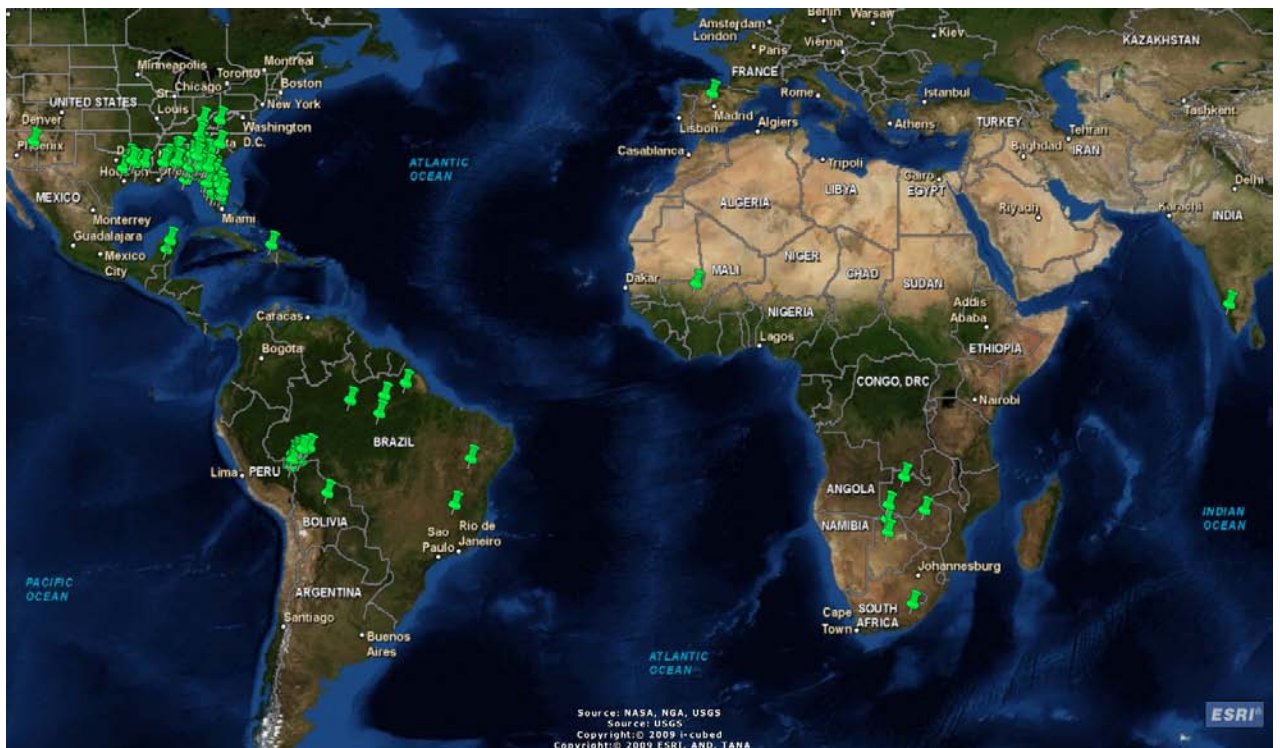 Amsterdam
London
Berlin
Warsaw
Kiev
Paris
Vienna
FRANCE
KAZAKHSTAN
Minneapolis
Montreal
Toronto
Chicago
Boston
UNITED STATES
St.
Louis
New York
Denver
Washington
D.C.
Phoenix
Rome
Istanbul
Tashkent
Madrid
Lisbon
Algiers
Athens
TURKEY
Tehran
IRAN
Baghdad
Casablanca
Tripoli
Cairo
EGYPT
Delhi
ATLANTIC
OCEAN
MEXICO
Monterrey
Miami
Guadalajara
Mexico
City
ALGERIA
LIBYA
Riyadh
Karachi
INDIA
Dakar
MALI
NIGER
CHAD
SUDAN
Addis
Ababa
NIGERIA
Lagos
ETHIOPIA
Caracas
Bogota
CONGO, DRC
Nairobi
BRAZIL
Lima
PERU
ANGOLA
BOLIVIA
NAMIBIA
INDIAN
OCEAN
Sao
Paulo
Rio de
Janeiro
Johannesburg
PACIFIC
OCEAN
ARGENTINA
SOUTH
AFRICA
Cape
Town
Santiago
Buenos
Aires
ATLANTIC
OCEAN
Source: NASA, NGA, USGS
Source: USGS
Copyright:© 2009 i-cubed
Copyright:© 2009 ESRI, AND, TANA
ESRI